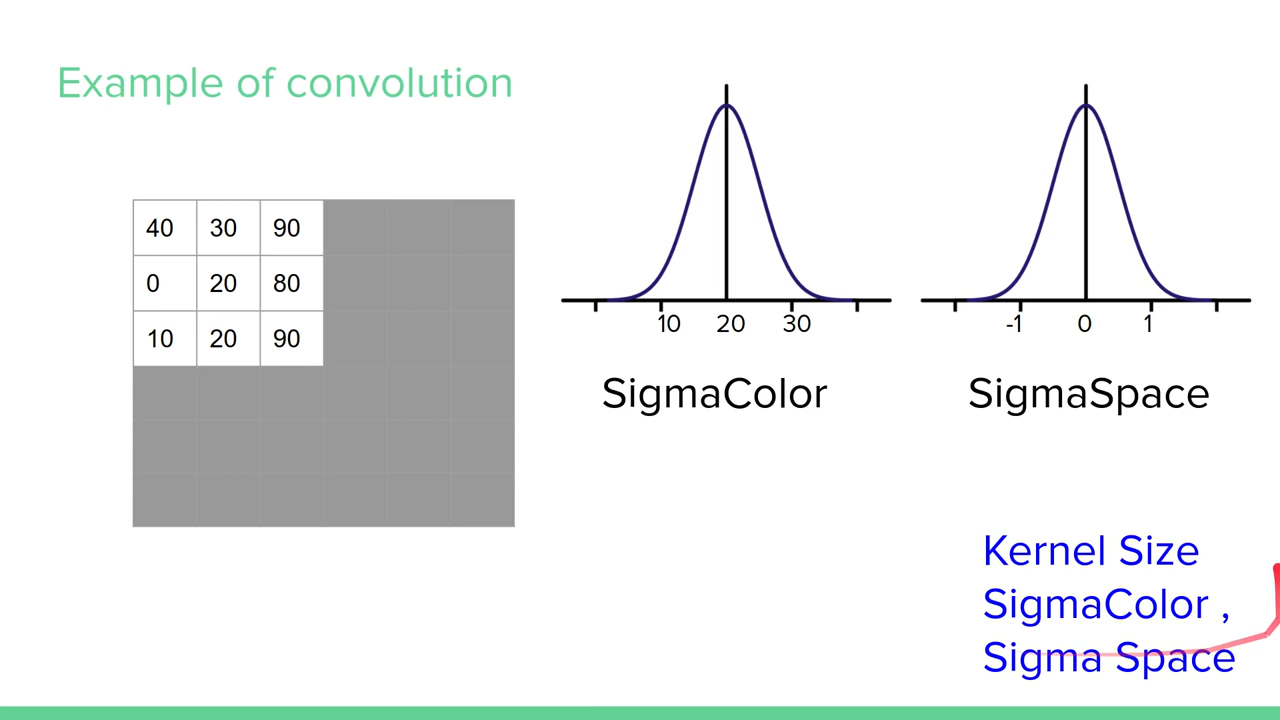 Example of convolution
40 30 90
0 20 80
10 20 90
10 20 30
SigmaColor
-1 0 1
SigmaSpace
Kernel Size
SigmaColor ,
Sigma Space